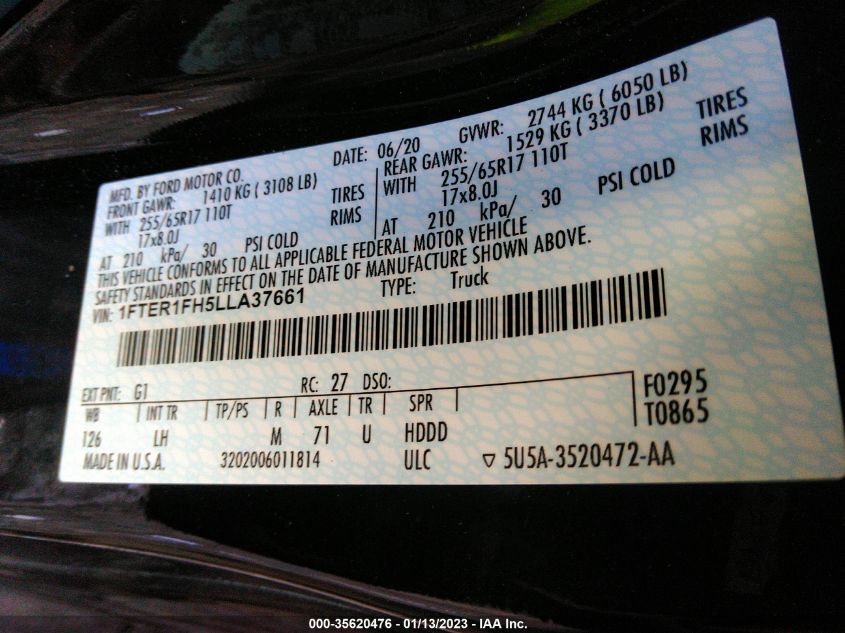 MFD. BY FORD MOTOR CO.
DATE: 06/20 GVWR: 2744 KG ( 6050 LB)
FRONT GAWR: 1410 KG ( 3108 LB)
WITH 255/65R17 110T TIRES
17x8.0J RIMS
AT 210 kPa/ 30 PSI COLD
REAR GAWR: 1529 KG ( 3370 LB)
WITH 255/65R17 110T TIRES
17x8.0J RIMS
AT 210 kPa/ 30 PSI COLD
THIS VEHICLE CONFORMS TO ALL APPLICABLE FEDERAL MOTOR VEHICLE
SAFETY STANDARDS IN EFFECT ON THE DATE OF MANUFACTURE SHOWN ABOVE.
VIN: 1FTER1FH5LLA37661 TYPE: Truck
EXT PNT: G1 RC: 27 DSO:
WB INT TR TP/PS R AXLE TR SPR
126 LH M 71 U HDDD
F0295
T0865
MADE IN U.S.A. 3202006011814 ULC ▽ 5U5A-3520472-AA
000-35620476 - 01/13/2023 - IAA Inc.